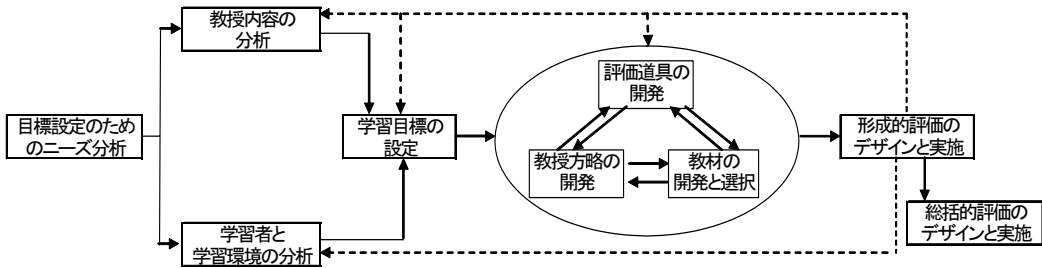 教授内容の
分析
評価道具の
開発
目標設定のため
のニーズ分析
学習目標の
設定
形成的評価の
デザインと実施
教授方略の
開発
教材の
開発と選択
総括的評価の
デザインと実施
学習者と
学習環境の分析